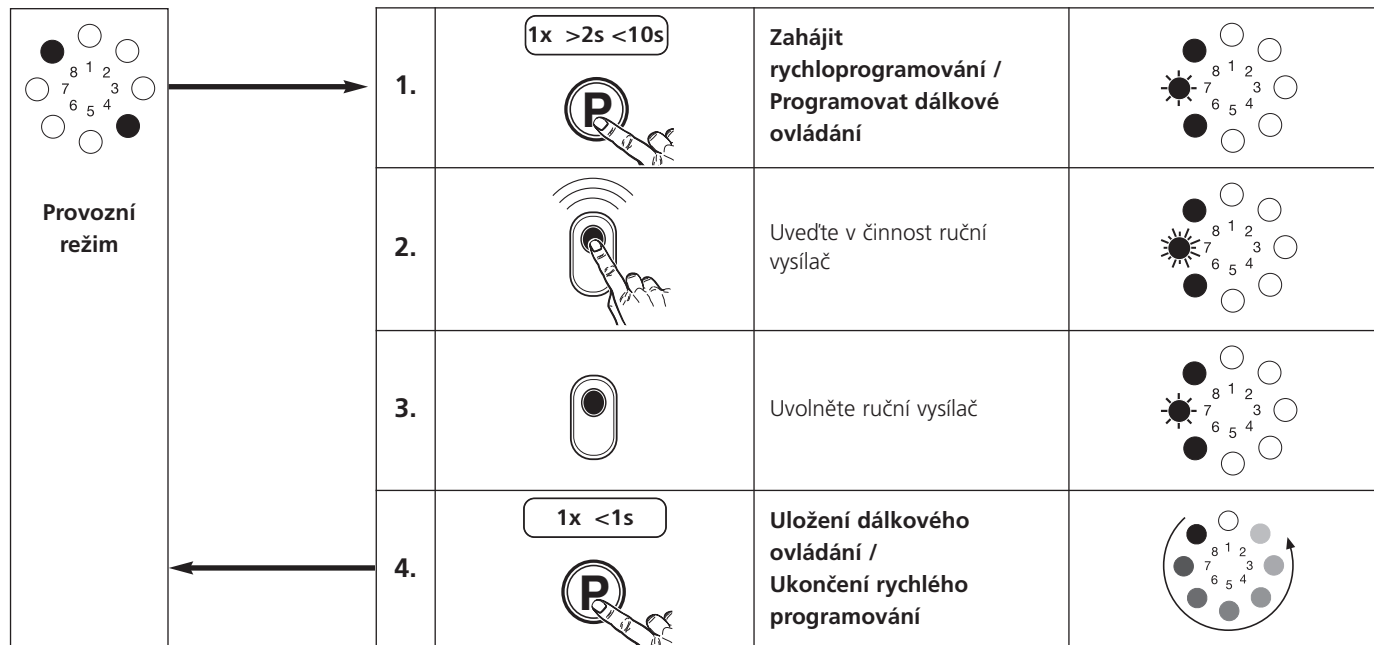 8 1 2
7 3
6 5 4
Provozní
režim
1.
1x >2s <10s
P
Zahájit
rychloprogramování /
Programovat dálkové
ovládání
8 1 2
7 3
6 5 4
2.
Uveďte v činnost ruční
vysílač
8 1 2
7 3
6 5 4
3.
Uvolněte ruční vysílač
8 1 2
7 3
6 5 4
4.
1x <1s
P
Uložení dálkového
ovládání /
Ukončení rychlého
programování
8 1 2
7 3
6 5 4